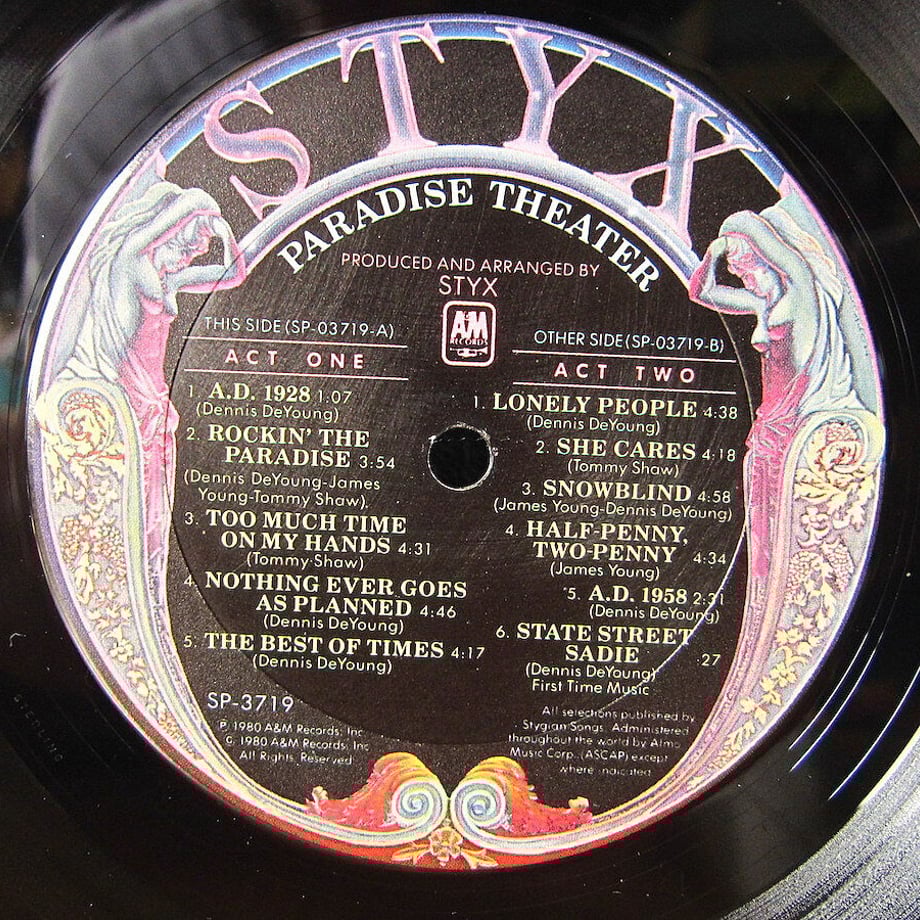 STYX
PARADISE THEATER
PRODUCED AND ARRANGED BY
STYX
A&M
RECORDS
THIS SIDE (SP-03719-A)
ACT ONE
1. A.D. 1928 1:07
(Dennis DeYoung)
2. ROCKIN' THE
PARADISE 3:54
(Dennis DeYoung-James
Young-Tommy Shaw)
3. TOO MUCH TIME
ON MY HANDS 4:31
(Tommy Shaw)
4. NOTHING EVER GOES
AS PLANNED 4:46
(Dennis DeYoung)
5. THE BEST OF TIMES 4:17
(Dennis DeYoung)
SP-3719
℗ 1980 A&M Records, Inc.
© 1980 A&M Records, Inc.
All Rights Reserved
OTHER SIDE (SP-03719-B)
ACT TWO
1. LONELY PEOPLE 4:38
(Dennis DeYoung)
2. SHE CARES 4:18
(Tommy Shaw)
3. SNOWBLIND 4:58
(James Young-Dennis DeYoung)
4. HALF-PENNY,
TWO-PENNY 4:34
(James Young)
5. A.D. 1958 2:31
(Dennis DeYoung)
6. STATE STREET
SADIE :27
(Dennis DeYoung)
First Time Music
All selections published by
Stygian Songs. Administered
throughout the world by Almo
Music Corp. (ASCAP) except
where indicated